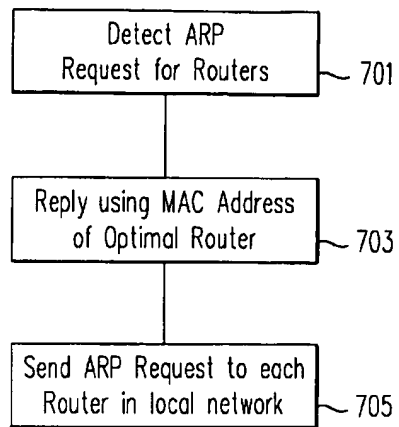 Detect ARP
Request for Routers
701
Reply using MAC Address
of Optimal Router
703
Send ARP Request to each
Router in local network
705